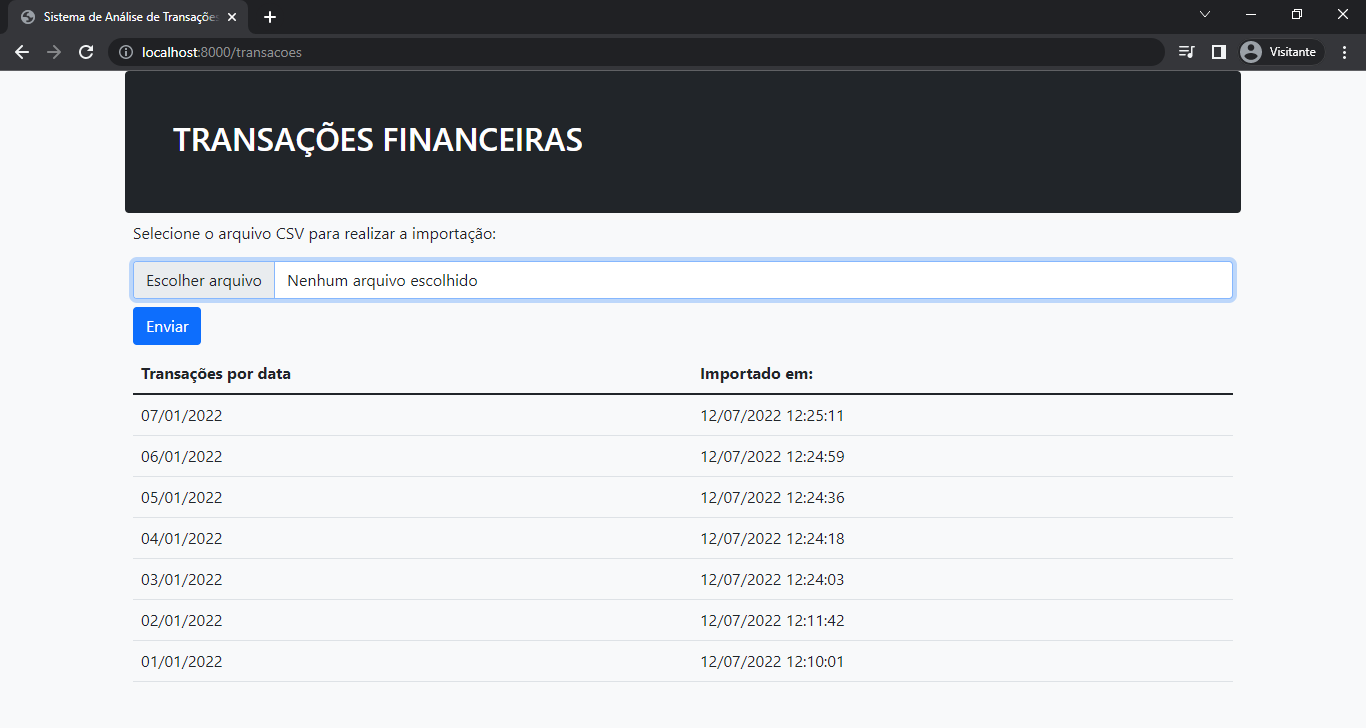 Sistema de Análise de Transações
localhost:8000/transacoes
Visitante
TRANSAÇÕES FINANCEIRAS
Selecione o arquivo CSV para realizar a importação:
Escolher arquivo Nenhum arquivo escolhido
Enviar
Transações por data Importado em:
07/01/2022 12/07/2022 12:25:11
06/01/2022 12/07/2022 12:24:59
05/01/2022 12/07/2022 12:24:36
04/01/2022 12/07/2022 12:24:18
03/01/2022 12/07/2022 12:24:03
02/01/2022 12/07/2022 12:11:42
01/01/2022 12/07/2022 12:10:01